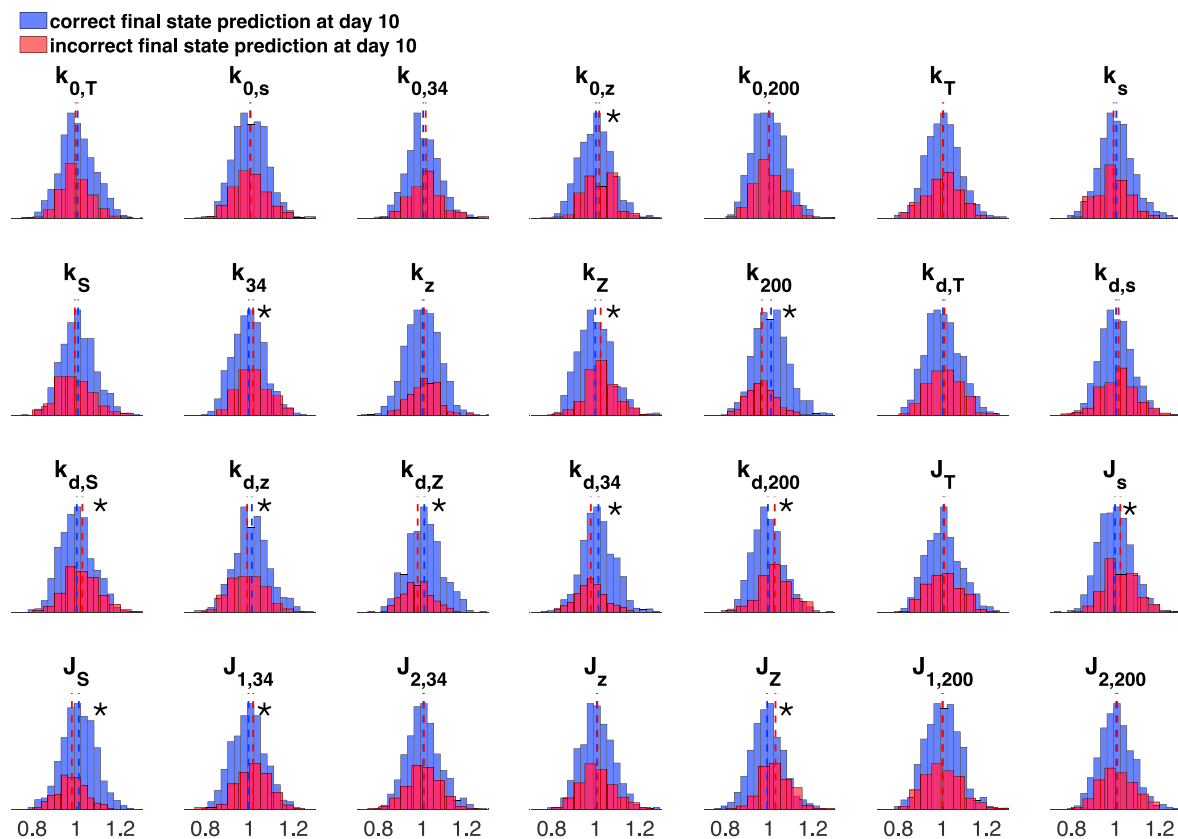 correct final state prediction at day 10
incorrect final state prediction at day 10
k0,T k0,s k0,34 k0,z k0,200 kT ks
*
kS k34 kz kZ k200 kd,T kd,s
* * *
kd,S kd,z kd,Z kd,34 kd,200 JT Js
* * * * * *
JS J1,34 J2,34 Jz JZ J1,200 J2,200
* * *
0.8 1 1.2 0.8 1 1.2 0.8 1 1.2 0.8 1 1.2 0.8 1 1.2 0.8 1 1.2 0.8 1 1.2